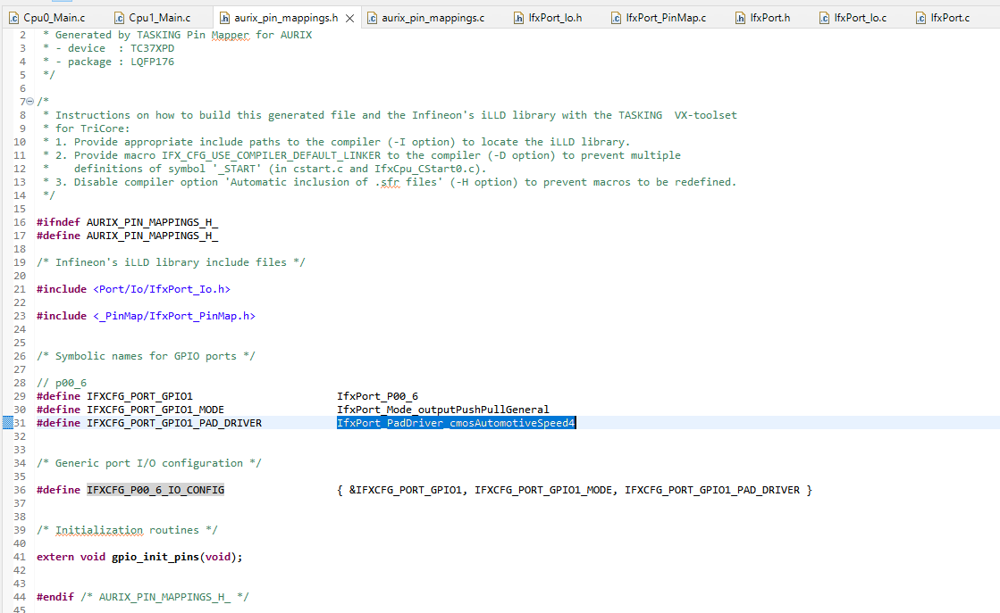 Cpu0_Main.c Cpu1_Main.c aurix_pin_mappings.h aurix_pin_mappings.c IfxPort_Io.h IfxPort_PinMap.c IfxPort.h IfxPort_Io.c IfxPort.c
2 * Generated by TASKING Pin Mapper for AURIX
3 * - device  : TC37XPD
4 * - package : LQFP176
5 */
6
7 /*
8 * Instructions on how to build this generated file and the Infineon's iLLD library with the TASKING  VX-toolset
9 * for TriCore:
10 * 1. Provide appropriate include paths to the compiler (-I option) to locate the iLLD library.
11 * 2. Provide macro IFX_CFG_USE_COMPILER_DEFAULT_LINKER to the compiler (-D option) to prevent multiple
12 *    definitions of symbol '_START' (in cstart.c and IfxCpu_CStart0.c).
13 * 3. Disable compiler option 'Automatic inclusion of .sfr files' (-H option) to prevent macros to be redefined.
14 */
15
16 #ifndef AURIX_PIN_MAPPINGS_H_
17 #define AURIX_PIN_MAPPINGS_H_
18
19 /* Infineon's iLLD library include files */
20
21 #include <Port/Io/IfxPort_Io.h>
22
23 #include <_PinMap/IfxPort_PinMap.h>
24
25
26 /* Symbolic names for GPIO ports */
27
28 // p00_6
29 #define IFXCFG_PORT_GPIO1 IfxPort_P00_6
30 #define IFXCFG_PORT_GPIO1_MODE IfxPort_Mode_outputPushPullGeneral
31 #define IFXCFG_PORT_GPIO1_PAD_DRIVER IfxPort_PadDriver_cmosAutomotiveSpeed4
32
33
34 /* Generic port I/O configuration */
35
36 #define IFXCFG_P00_6_IO_CONFIG { &IFXCFG_PORT_GPIO1, IFXCFG_PORT_GPIO1_MODE, IFXCFG_PORT_GPIO1_PAD_DRIVER }
37
38
39 /* Initialization routines */
40
41 extern void gpio_init_pins(void);
42
43
44 #endif /* AURIX_PIN_MAPPINGS_H_ */
45